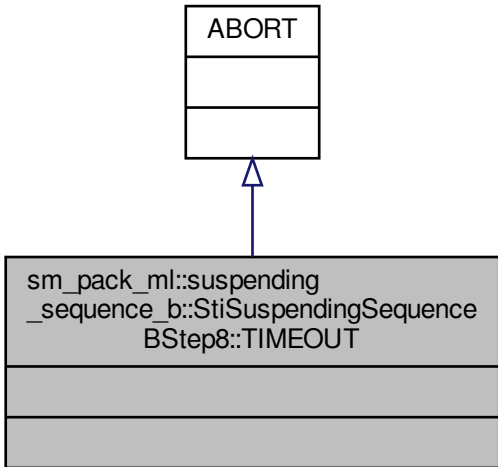 ABORT
sm_pack_ml::suspending
_sequence_b::StiSuspendingSequence
BStep8::TIMEOUT